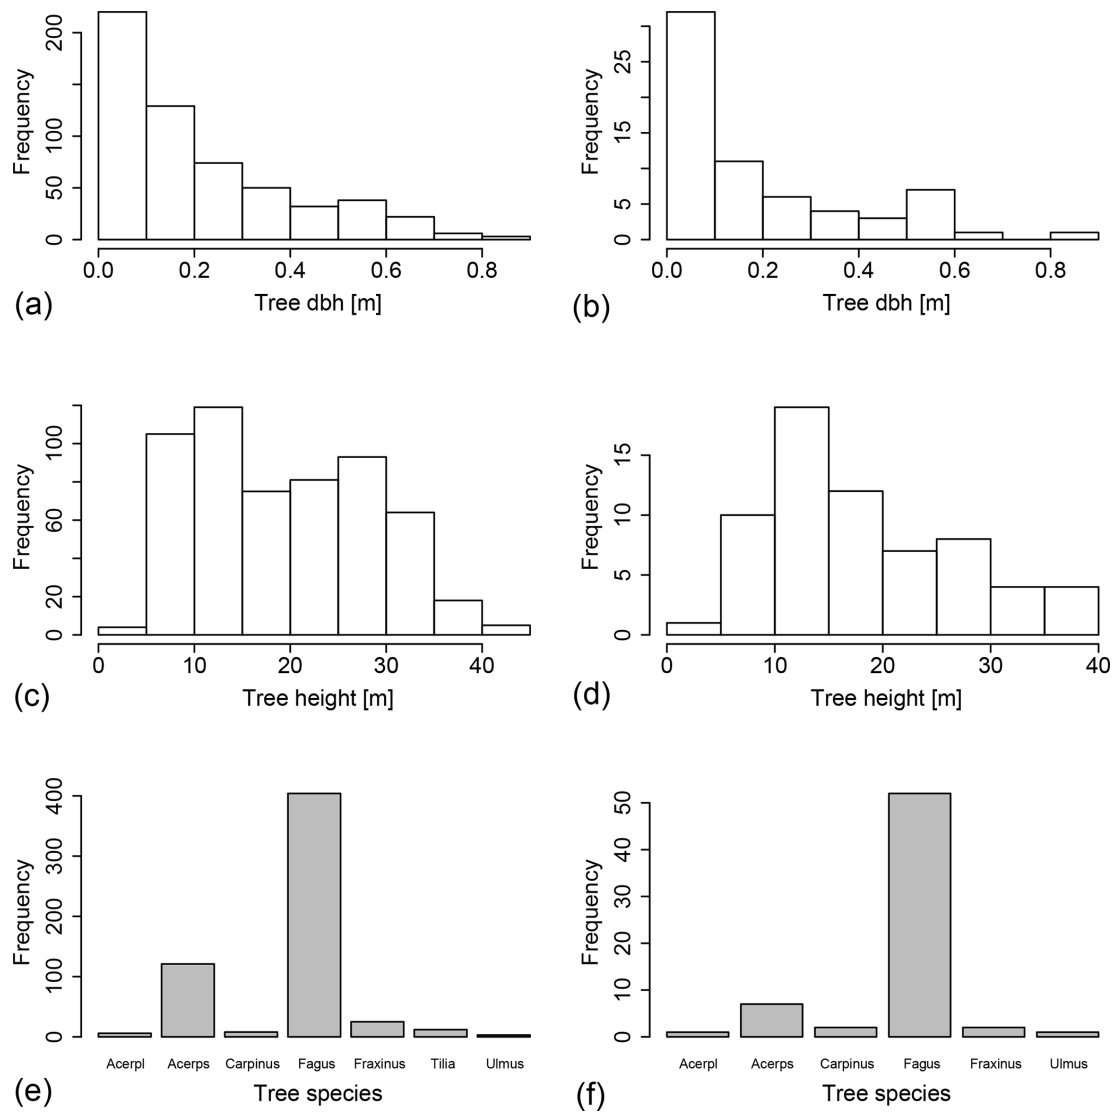 Frequency
0 50 100 200
0.0 0.2 0.4 0.6 0.8
Tree dbh [m]
(a)
Frequency
0 5 15 25
0.0 0.2 0.4 0.6 0.8
Tree dbh [m]
(b)
Frequency
0 20 60 100
0 10 20 30 40
Tree height [m]
(c)
Frequency
0 5 10 15
0 10 20 30 40
Tree height [m]
(d)
Frequency
0 100 200 300 400
Acerpl Acerps Carpinus Fagus Fraxinus Tilia Ulmus
Tree species
(e)
Frequency
0 10 20 30 40 50
Acerpl Acerps Carpinus Fagus Fraxinus Ulmus
Tree species
(f)